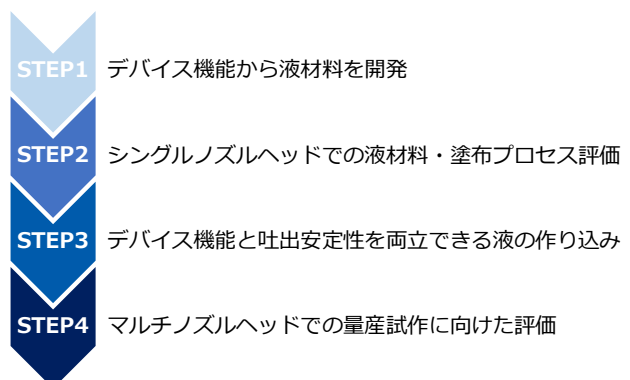 STEP1 デバイス機能から液材料を開発
STEP2 シングルノズルヘッドでの液材料・塗布プロセス評価
STEP3 デバイス機能と吐出安定性を両立できる液の作り込み
STEP4 マルチノズルヘッドでの量産試作に向けた評価